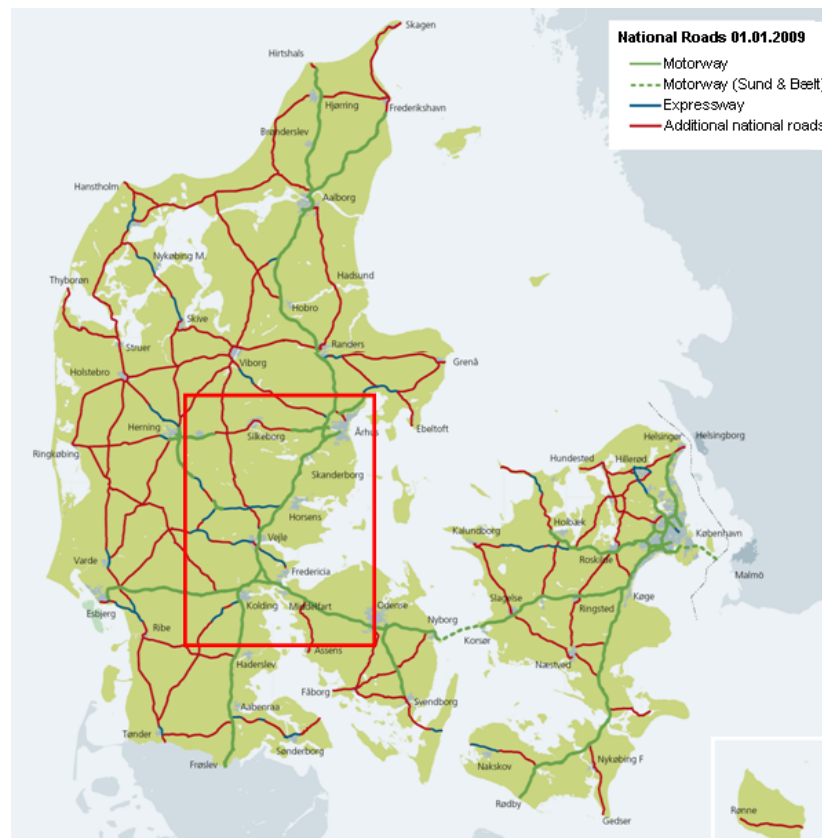 Skagen
National Roads 01.01.2009
Motorway
Motorway (Sund & Bælt)
Expressway
Additional national roads
Hirtshals
Hjørring
Frederikshavn
Brønderslev
Hanstholm
Aalborg
Nykøbing M.
Thyborøn
Hadsund
Hobro
Skive
Struer
Randers
Viborg
Grenå
Holstebro
Herning
Silkeborg
Århus
Ebeltoft
Ringkøbing
Skanderborg
Helsingør
Helsingborg
Hundested
Hillerød
Horsens
Holbæk
Kalundborg
København
Vejle
Varde
Fredericia
Roskilde
Malmö
Esbjerg
Kolding
Middelfart
Odense
Slagelse
Køge
Ringsted
Nyborg
Korsør
Ribe
Assens
Haderslev
Næstved
Fåborg
Svendborg
Aabenraa
Tønder
Sønderborg
Frøslev
Nakskov
Nykøbing F
Rødby
Gedser
Rønne